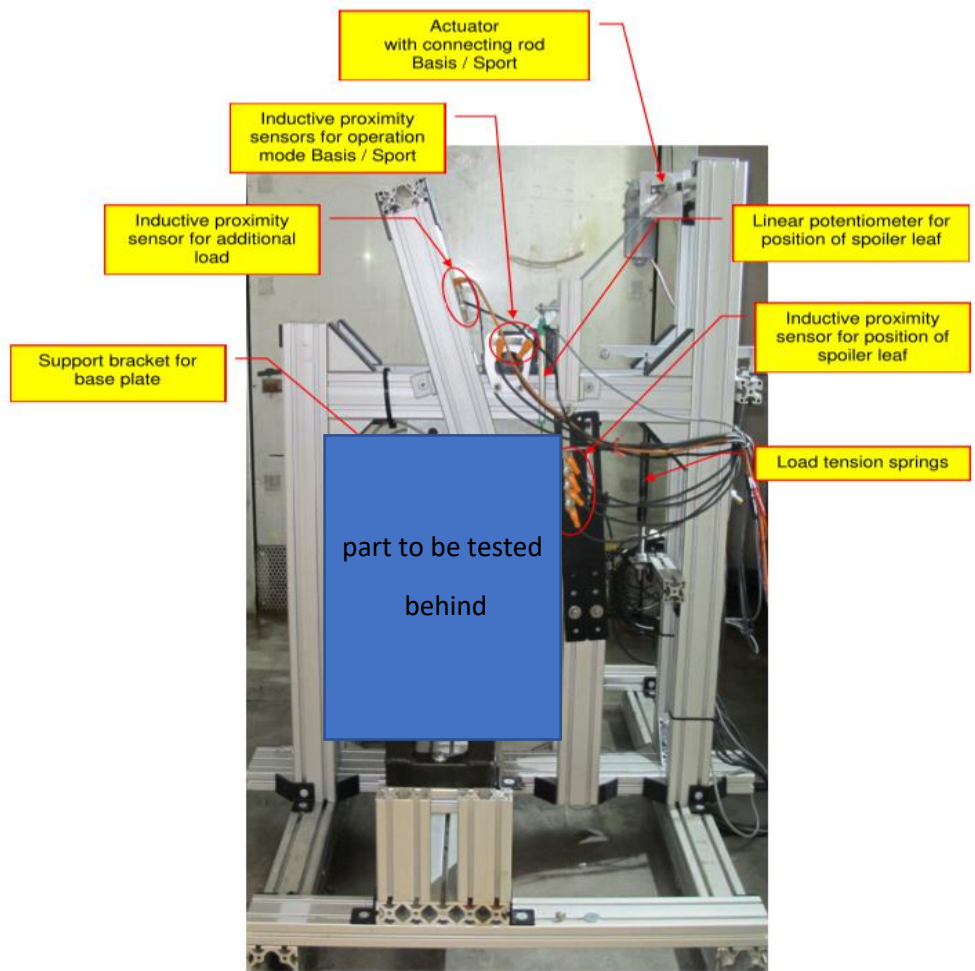 Actuator
with connecting rod
Basis / Sport
Inductive proximity
sensors for operation
mode Basis / Sport
Inductive proximity
sensor for additional
load
Linear potentiometer for
position of spoiler leaf
Inductive proximity
sensor for position of
spoiler leaf
Support bracket for
base plate
Load tension springs
part to be tested
behind